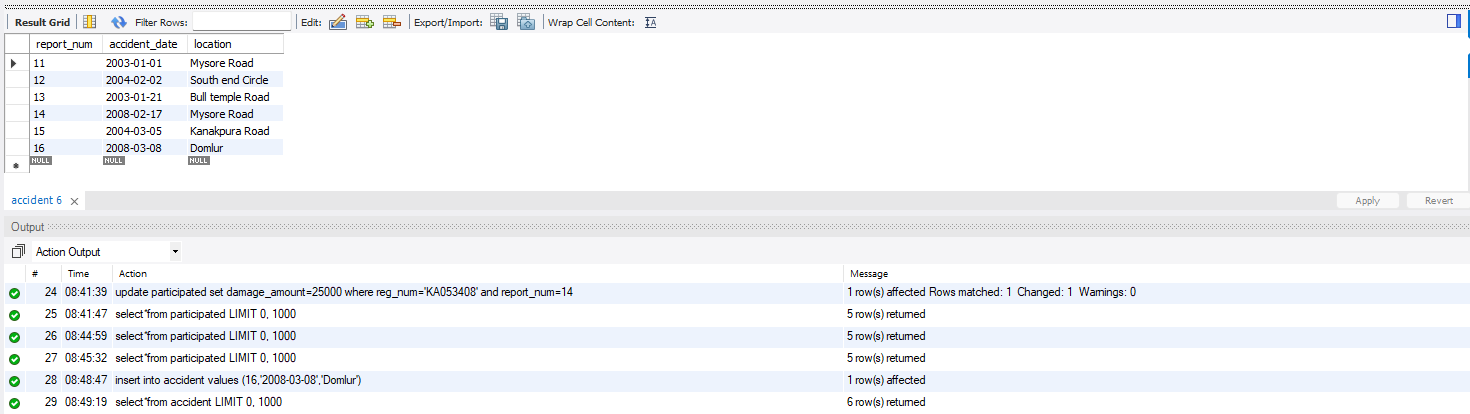 Result Grid Filter Rows: Edit: Export/Import: Wrap Cell Content:
report_num accident_date location
11 2003-01-01 Mysore Road
12 2004-02-02 South end Circle
13 2003-01-21 Bull temple Road
14 2008-02-17 Mysore Road
15 2004-03-05 Kanakpura Road
16 2008-03-08 Domlur
NULL NULL NULL
accident 6 Apply Revert
Output
Action Output
# Time Action Message
24 08:41:39 update participated set damage_amount=25000 where reg_num='KA053408' and report_num=14 1 row(s) affected Rows matched: 1 Changed: 1 Warnings: 0
25 08:41:47 select*from participated LIMIT 0, 1000 5 row(s) returned
26 08:44:59 select*from participated LIMIT 0, 1000 5 row(s) returned
27 08:45:32 select*from participated LIMIT 0, 1000 5 row(s) returned
28 08:48:47 insert into accident values (16,'2008-03-08','Domlur') 1 row(s) affected
29 08:49:19 select*from accident LIMIT 0, 1000 6 row(s) returned